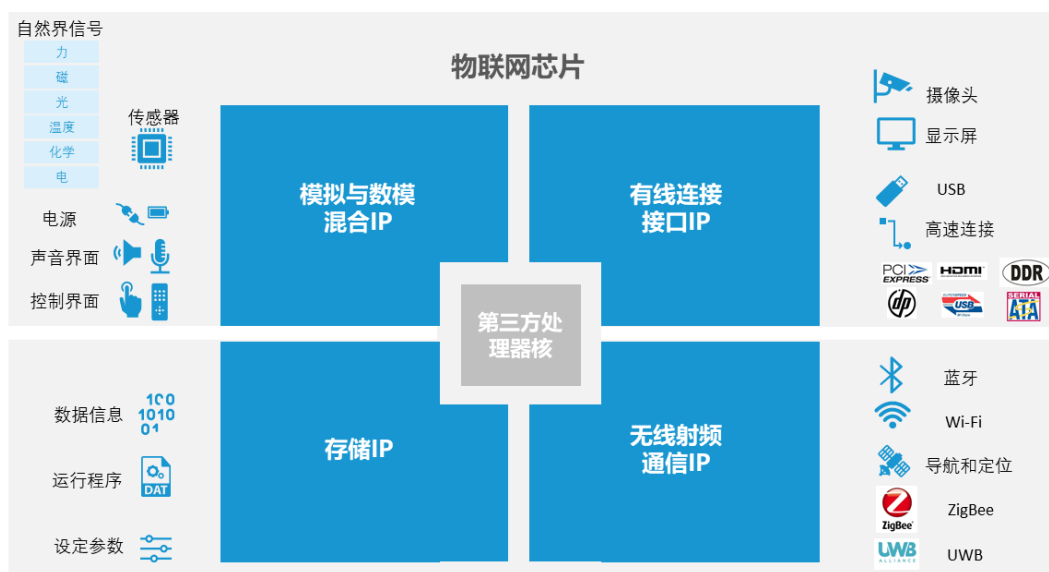 自然界信号
力
磁
光
温度
化学
电
传感器
电源
声音界面
控制界面
物联网芯片
模拟与数模
混合IP
有线连接
接口IP
第三方处
理器核
存储IP
无线射频
通信IP
摄像头
显示屏
USB
高速连接
PCI
EXPRESS
HDMI
DDR
dp
USB
SERIAL
ATA
数据信息
100
1010
01
运行程序
DAT
设定参数
蓝牙
Wi-Fi
导航和定位
ZigBee
ZigBee
UWB
ALLIANCE
UWB